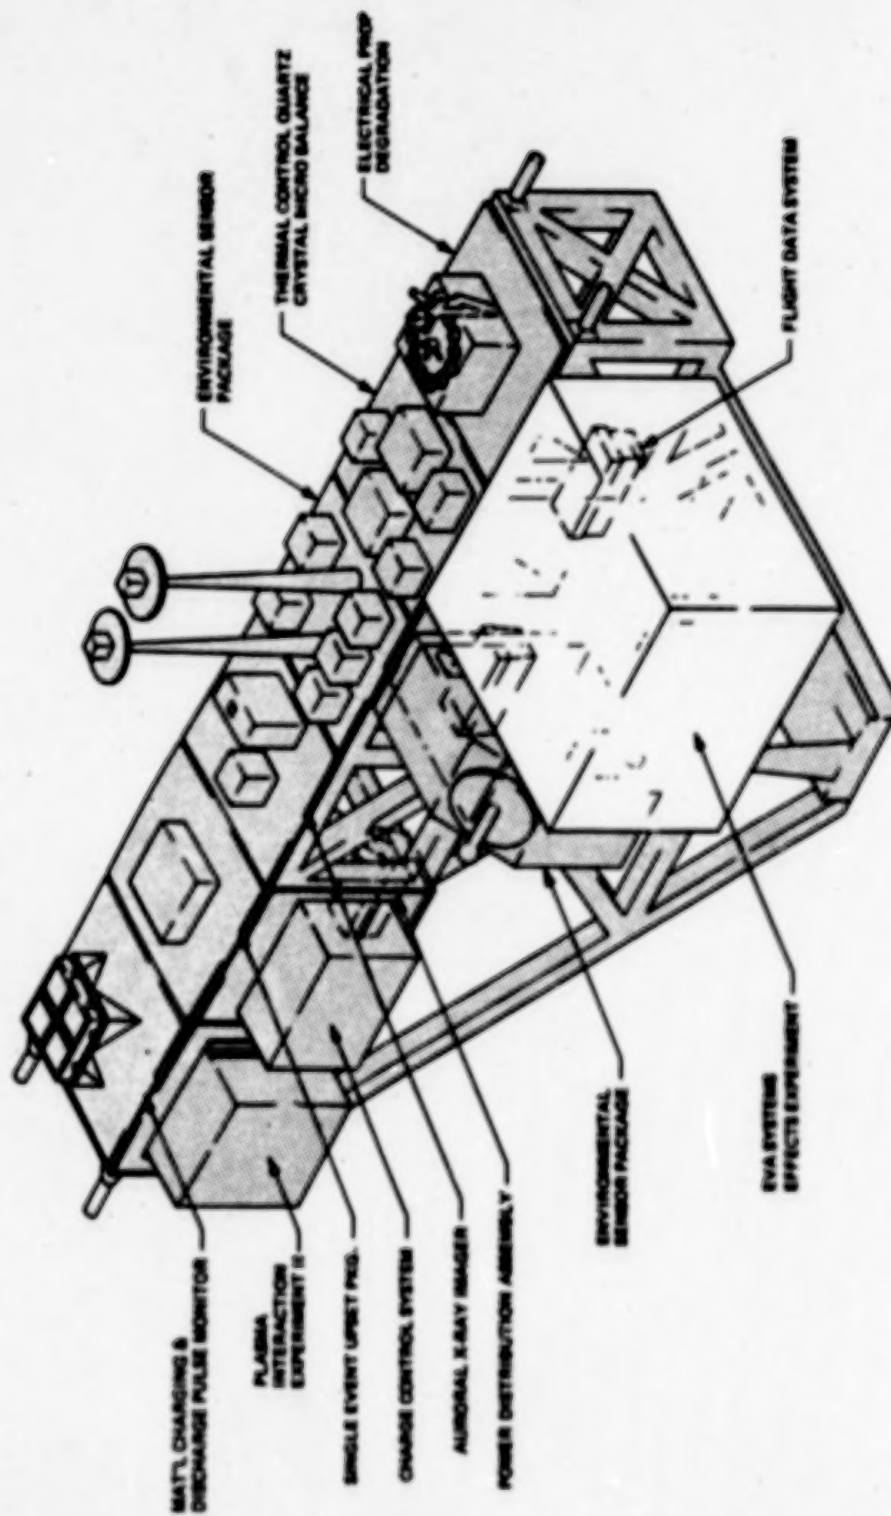 MAT'L CHARGING &
DISCHARGE PULSE MONITOR
PLASMA
INTERACTION
EXPERIMENT II
SINGLE EVENT UPSET PKG.
CHARGE CONTROL SYSTEM
AURORAL X-RAY IMAGER
POWER DISTRIBUTION ASSEMBLY
ENVIRONMENTAL SENSOR
PACKAGE
THERMAL CONTROL QUARTZ
CRYSTAL MICRO BALANCE
ELECTRICAL PROP
DEGRADATION
FLIGHT DATA SYSTEM
ENVIRONMENTAL
SENSOR PACKAGE
EVA SYSTEMS
EFFECTS EXPERIMENT
7